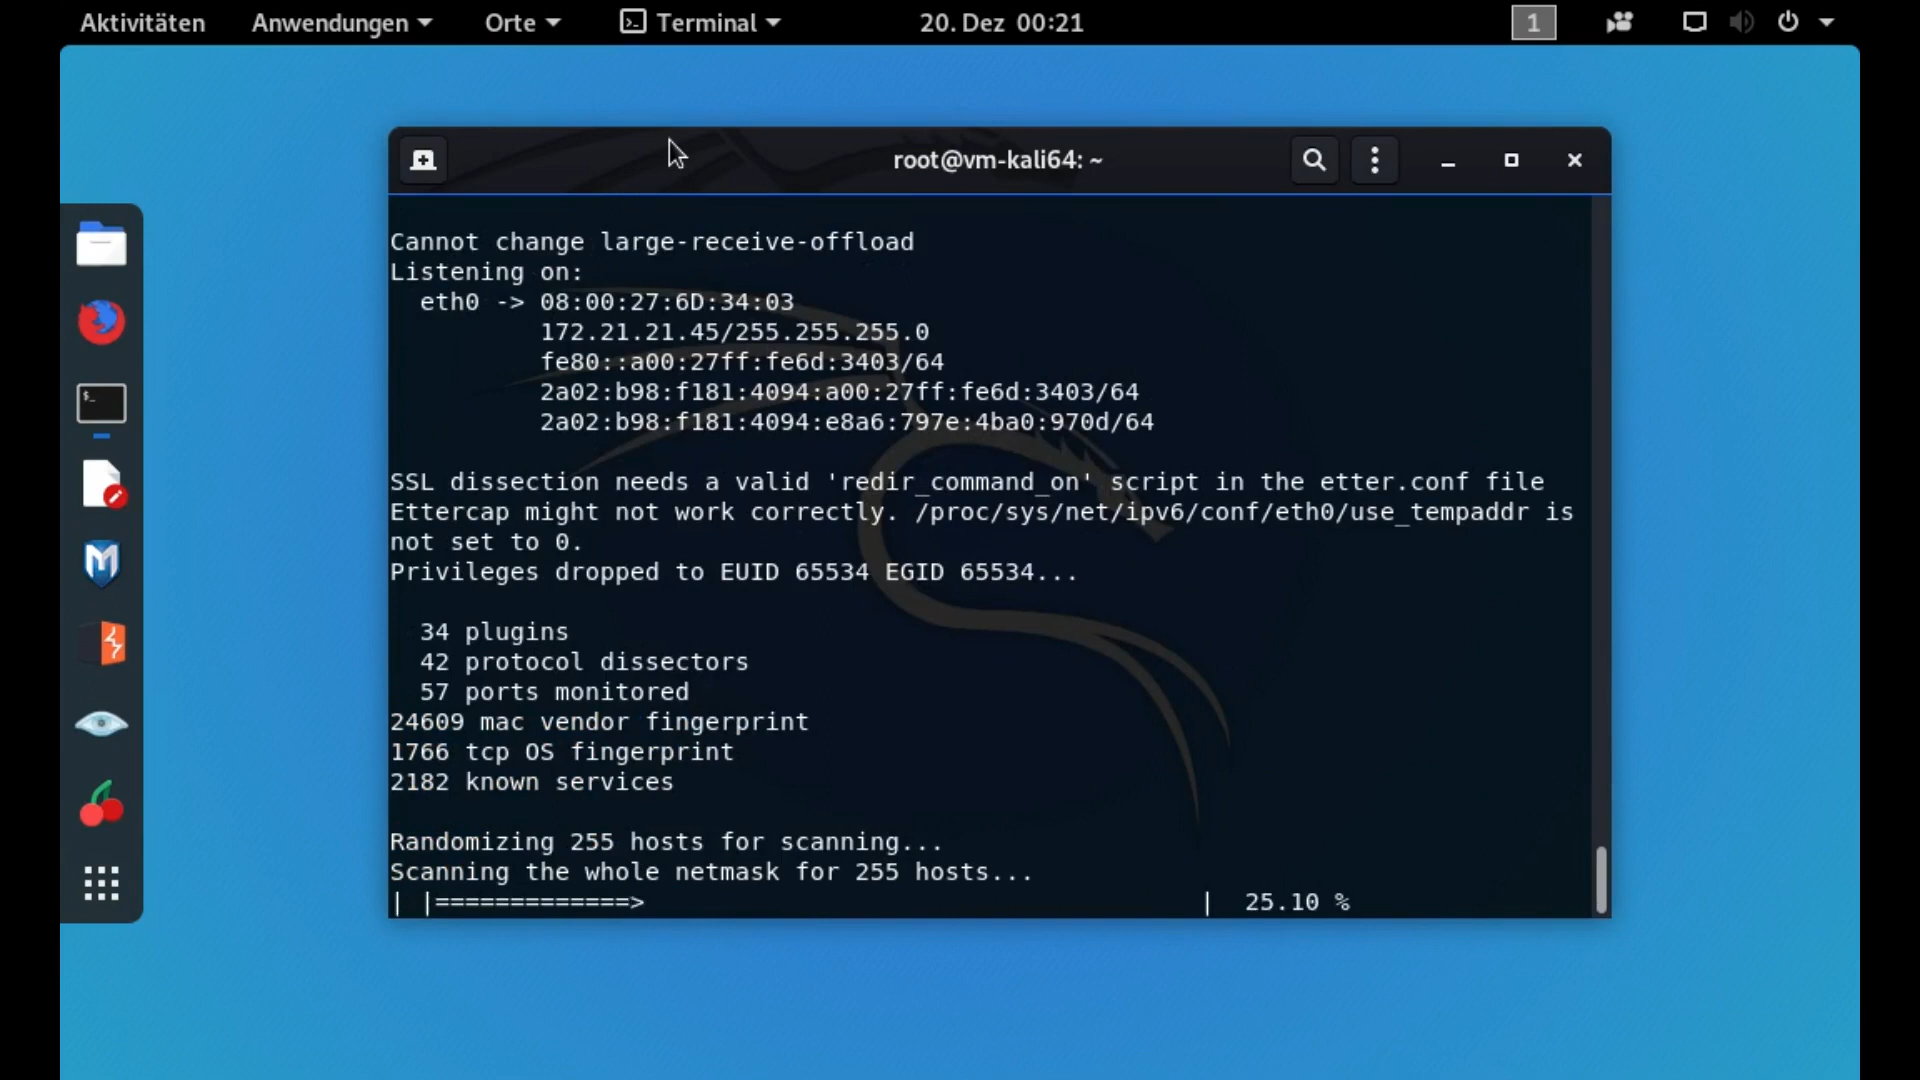 Aktivitäten Anwendungen Orte Terminal 20. Dez 00:21 1
root@vm-kali64: ~
Cannot change large-receive-offload
Listening on:
eth0 -> 08:00:27:6D:34:03
172.21.21.45/255.255.255.0
fe80::a00:27ff:fe6d:3403/64
2a02:b98:f181:4094:a00:27ff:fe6d:3403/64
2a02:b98:f181:4094:e8a6:797e:4ba0:970d/64
SSL dissection needs a valid 'redir_command_on' script in the etter.conf file
Ettercap might not work correctly. /proc/sys/net/ipv6/conf/eth0/use_tempaddr is
not set to 0.
Privileges dropped to EUID 65534 EGID 65534...
34 plugins
42 protocol dissectors
57 ports monitored
24609 mac vendor fingerprint
1766 tcp OS fingerprint
2182 known services
Randomizing 255 hosts for scanning...
Scanning the whole netmask for 255 hosts...
| |=============> | 25.10 %